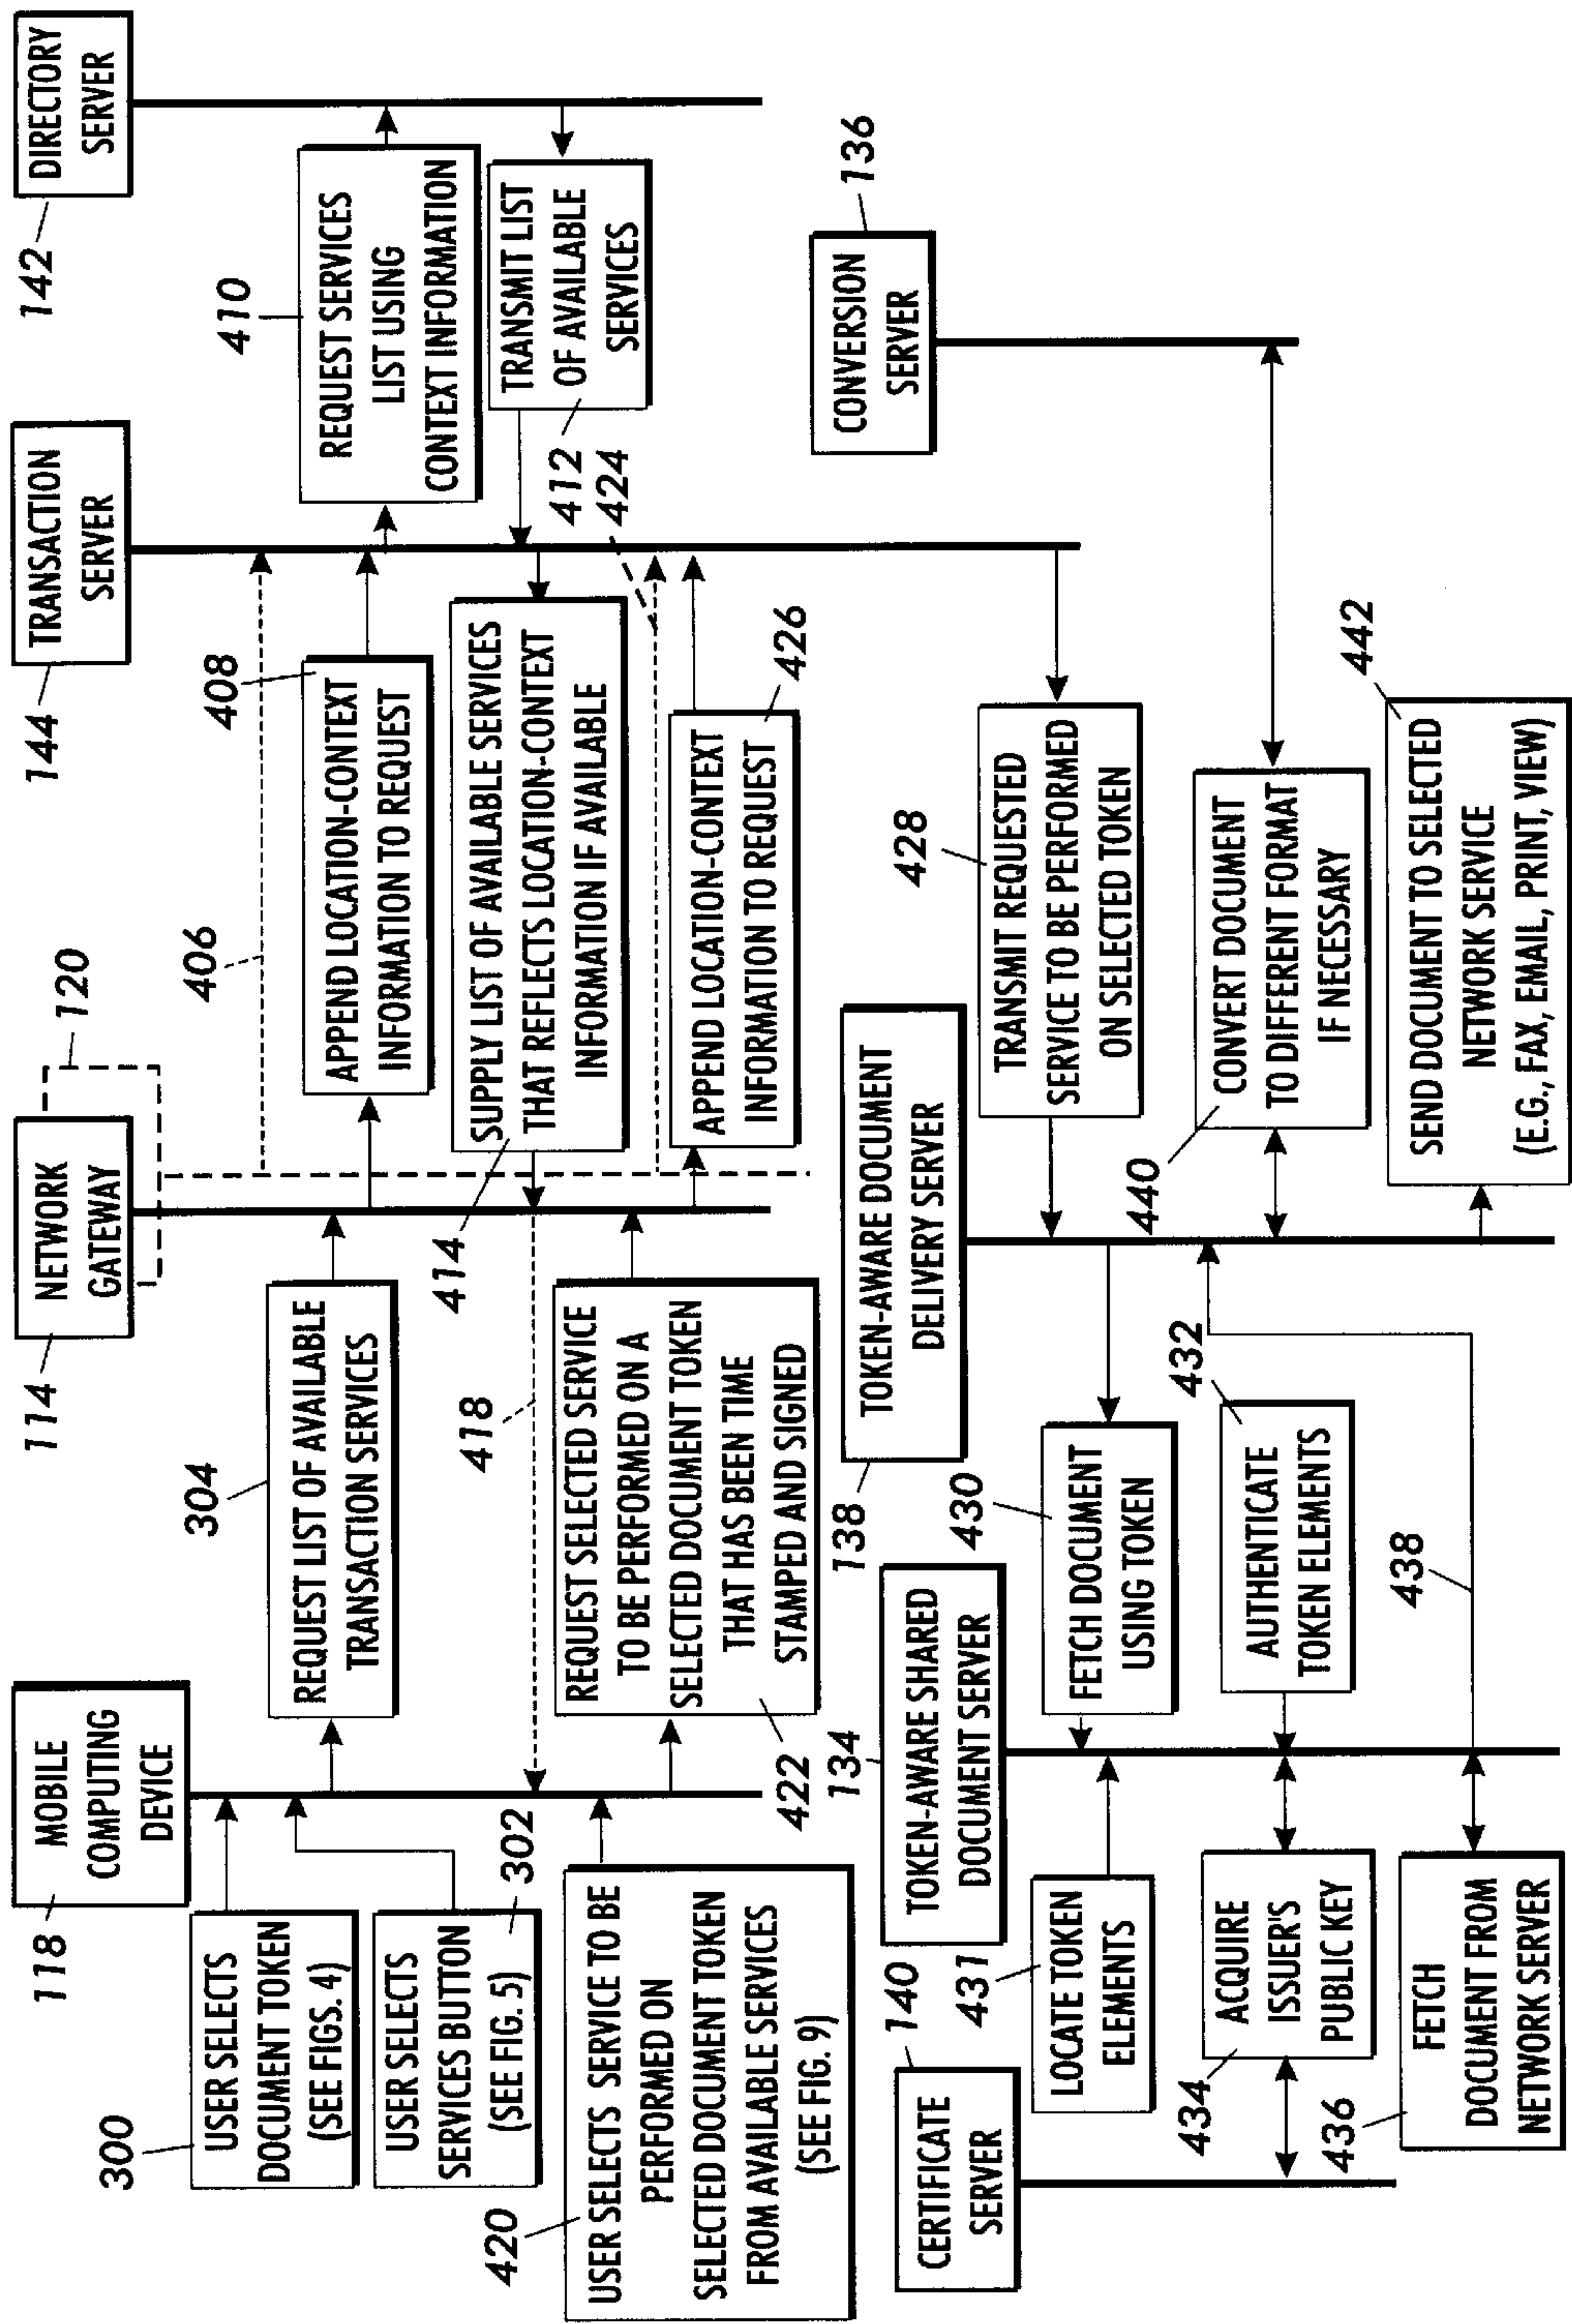 118
MOBILE
COMPUTING
DEVICE
114
NETWORK
GATEWAY
120
144
TRANSACTION
SERVER
142
DIRECTORY
SERVER
300
USER SELECTS
DOCUMENT TOKEN
(SEE FIGS. 4)
USER SELECTS
SERVICES BUTTON
(SEE FIG. 5)
302
304
REQUEST LIST OF AVAILABLE
TRANSACTION SERVICES
406
408
APPEND LOCATION-CONTEXT
INFORMATION TO REQUEST
410
REQUEST SERVICES
LIST USING
CONTEXT INFORMATION
412
TRANSMIT LIST
OF AVAILABLE
SERVICES
414
SUPPLY LIST OF AVAILABLE SERVICES
THAT REFLECTS LOCATION-CONTEXT
INFORMATION IF AVAILABLE
418
420
USER SELECTS SERVICE TO BE
PERFORMED ON
SELECTED DOCUMENT TOKEN
FROM AVAILABLE SERVICES
(SEE FIG. 9)
422
REQUEST SELECTED SERVICE
TO BE PERFORMED ON A
SELECTED DOCUMENT TOKEN
THAT HAS BEEN TIME
STAMPED AND SIGNED
424
APPEND LOCATION-CONTEXT
INFORMATION TO REQUEST
426
140
CERTIFICATE
SERVER
134
TOKEN-AWARE SHARED
DOCUMENT SERVER
138
TOKEN-AWARE DOCUMENT
DELIVERY SERVER
CONVERSION
SERVER
136
428
TRANSMIT REQUESTED
SERVICE TO BE PERFORMED
ON SELECTED TOKEN
430
FETCH DOCUMENT
USING TOKEN
431
LOCATE TOKEN
ELEMENTS
432
AUTHENTICATE
TOKEN ELEMENTS
434
ACQUIRE
ISSUER'S
PUBLIC KEY
436
FETCH
DOCUMENT FROM
NETWORK SERVER
438
440
CONVERT DOCUMENT
TO DIFFERENT FORMAT
IF NECESSARY
442
SEND DOCUMENT TO SELECTED
NETWORK SERVICE
(E.G., FAX, EMAIL, PRINT, VIEW)